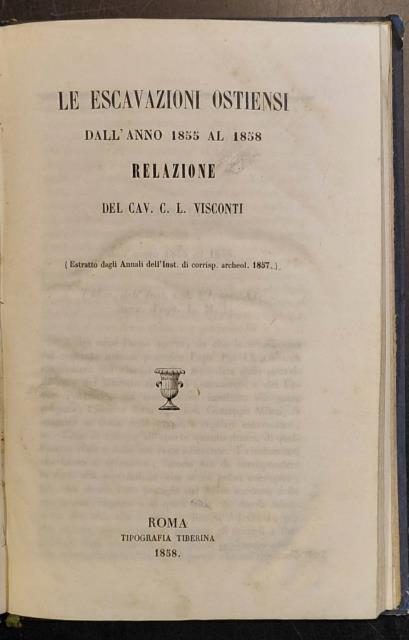 LE ESCAVAZIONI OSTIENSI
DALL'ANNO 1855 AL 1858
RELAZIONE
DEL CAV. C. L. VISCONTI
( Estratto dagli Annali dell'Inst. di corrisp. archeol. 1857. )
ROMA
TIPOGRAFIA TIBERINA
1858.